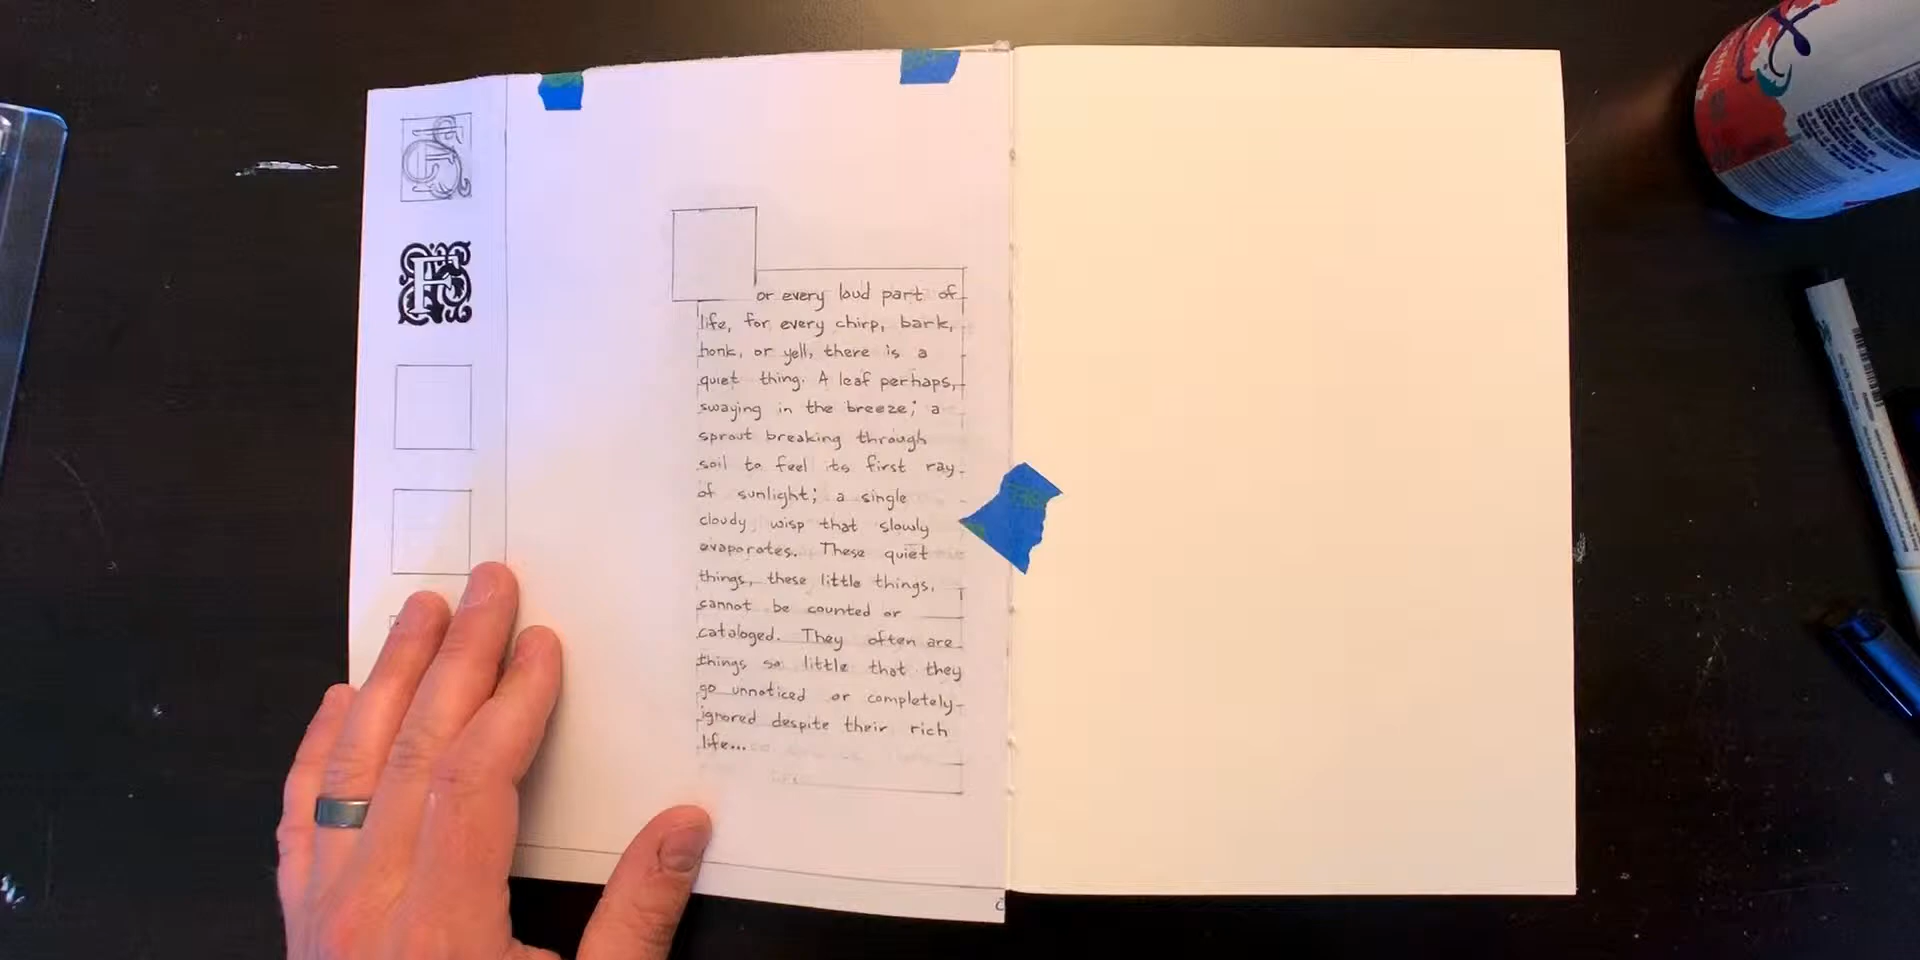 F
or every loud part of
life, for every chirp, bark,
honk, or yell, there is a
quiet thing. A leaf perhaps,
swaying in the breeze; a
sprout breaking through
soil to feel its first ray
of sunlight; a single
cloudy wisp that slowly
evaporates. These quiet
things, these little things,
cannot be counted or
cataloged. They often are
things so little that they
go unnoticed or completely
ignored despite their rich
life...